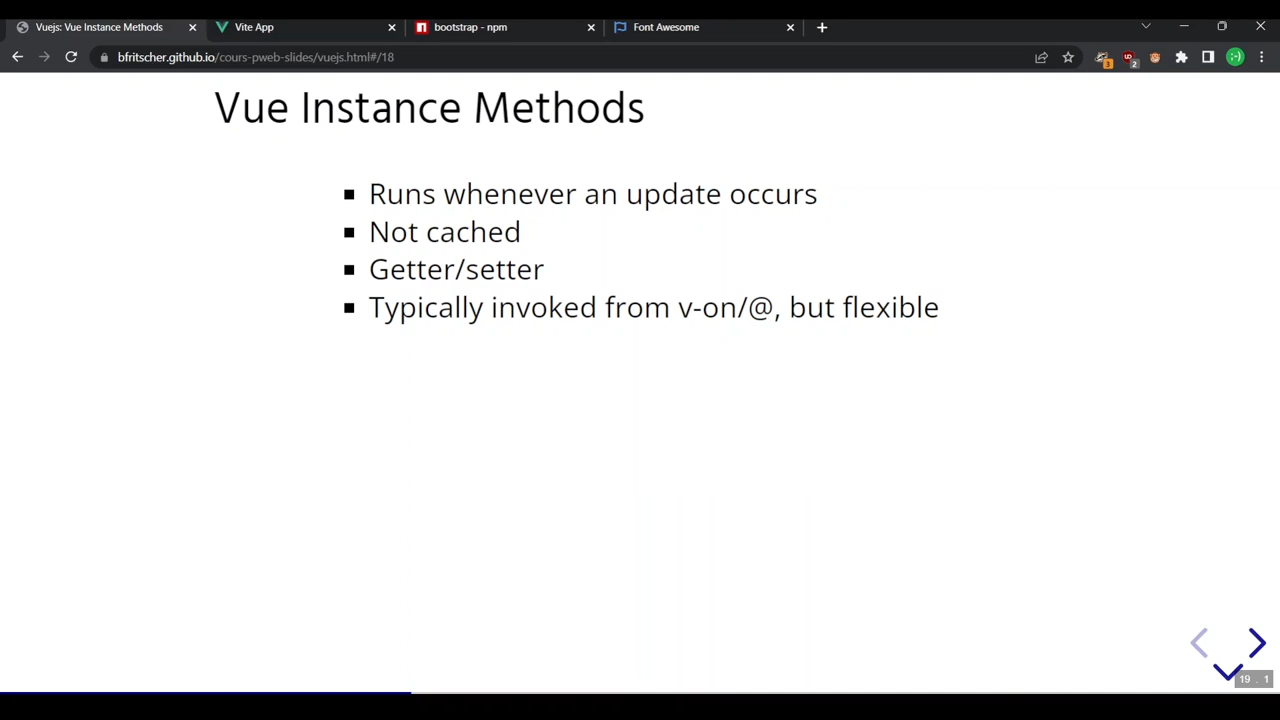 Vuejs: Vue Instance Methods
Vite App
bootstrap - npm
Font Awesome
bfritscher.github.io/cours-pweb-slides/vuejs.html#/18
3
2
:-)
Vue Instance Methods
Runs whenever an update occurs
Not cached
Getter/setter
Typically invoked from v-on/@, but flexible
19 . 1